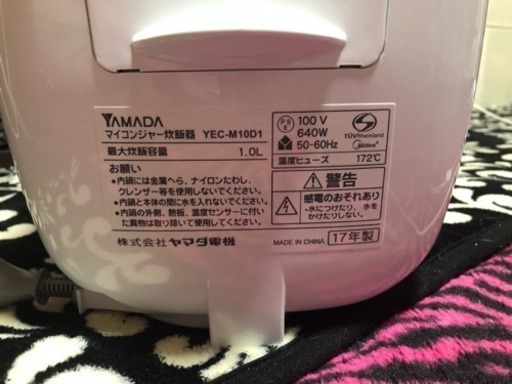 YAMADA
マイコンジャー炊飯器 YEC-M10D1
最大炊飯容量 1.0L
お願い
•内鍋には金属へら、ナイロンたわし、
クレンザー等を使用しないでください。
•内鍋と本体の間に水を入れないでください。
•内鍋の外側、熱板、温度センサーに付い
た異物は取り除いて使用してください。
株式会社 ヤマダ電機
PS
E
100 V
640W
50-60Hz
温度ヒューズ 172℃
TÜVRheinland
Midea
警告
感電のおそれあり
•水につけたり、水を
かけたりしない。
MADE IN CHINA
17年製